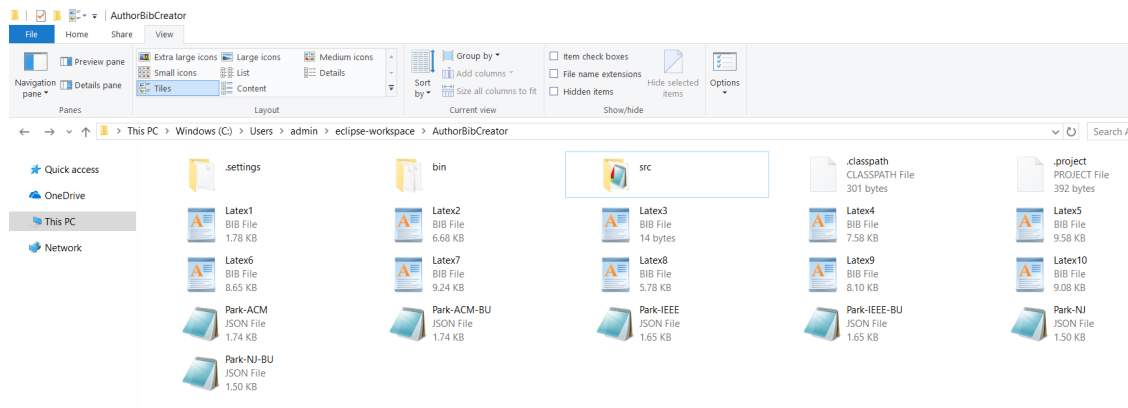 AuthorBibCreator
File Home Share View
Navigation pane
Preview pane
Details pane
Panes
Extra large icons Large icons Medium icons
Small icons List Details
Tiles Content
Layout
Sort by
Group by
Add columns
Size all columns to fit
Current view
Item check boxes
File name extensions
Hidden items
Hide selected items
Show/hide
Options
This PC > Windows (C:) > Users > admin > eclipse-workspace > AuthorBibCreator
Search A
Quick access
OneDrive
This PC
Network
.settings
bin
src
.classpath
CLASSPATH File
301 bytes
.project
PROJECT File
392 bytes
Latex1
BIB File
1.78 KB
Latex2
BIB File
6.68 KB
Latex3
BIB File
14 bytes
Latex4
BIB File
7.58 KB
Latex5
BIB File
9.58 KB
Latex6
BIB File
8.65 KB
Latex7
BIB File
9.24 KB
Latex8
BIB File
5.78 KB
Latex9
BIB File
8.10 KB
Latex10
BIB File
9.08 KB
Park-ACM
JSON File
1.74 KB
Park-ACM-BU
JSON File
1.74 KB
Park-IEEE
JSON File
1.65 KB
Park-IEEE-BU
JSON File
1.65 KB
Park-NJ
JSON File
1.50 KB
Park-NJ-BU
JSON File
1.50 KB